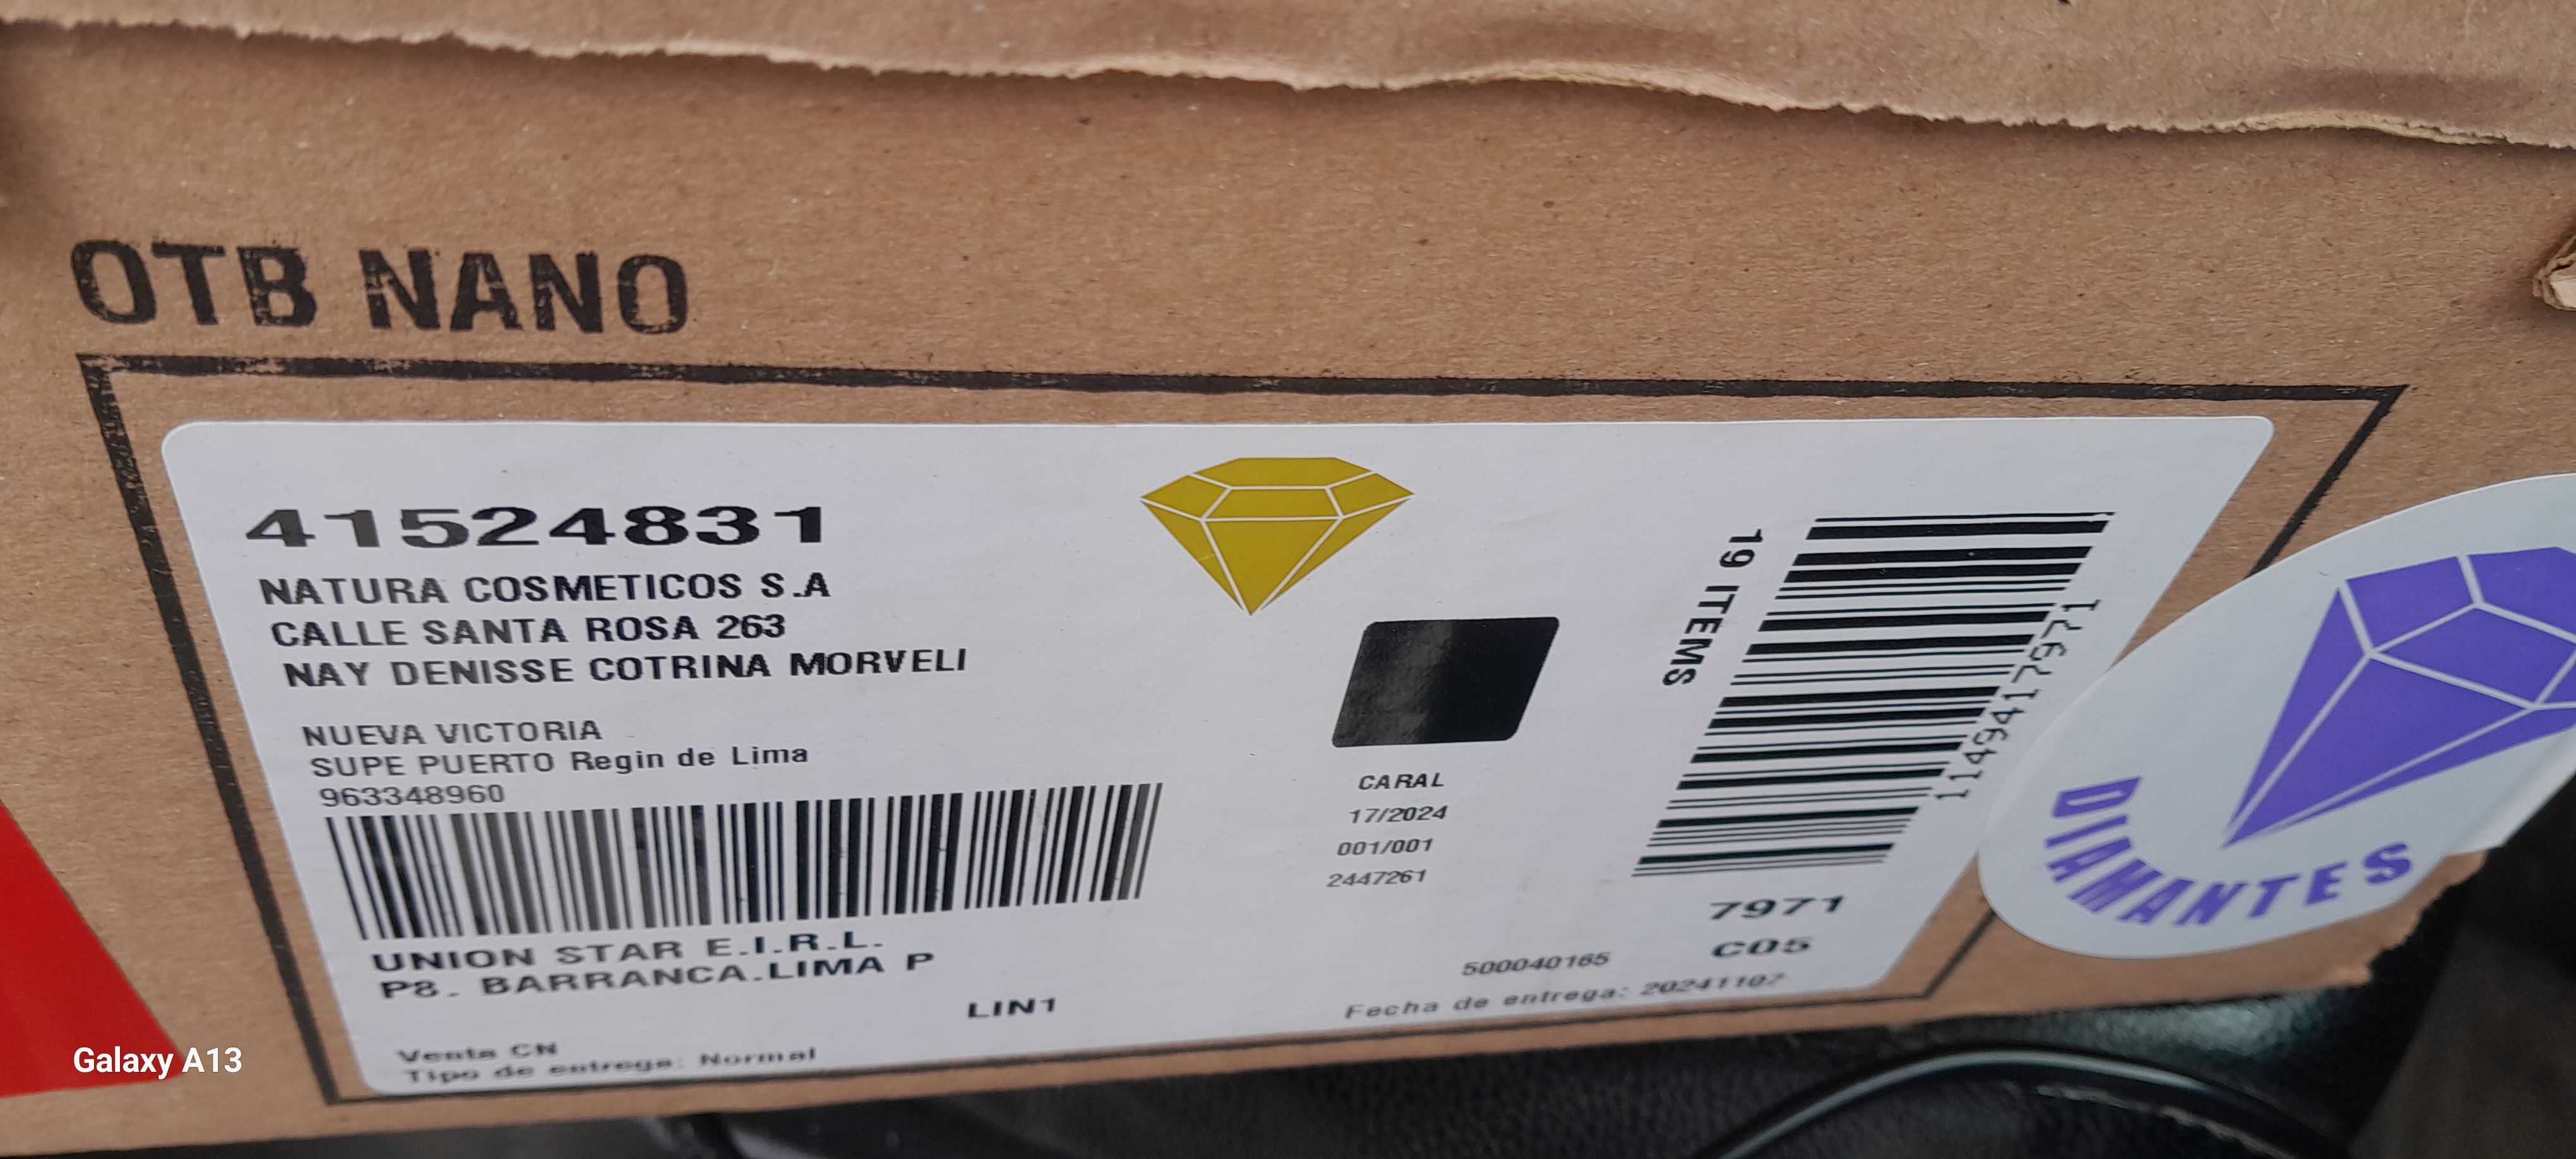 OTB NANO
41524831
NATURA COSMETICOS S.A
CALLE SANTA ROSA 263
NAY DENISSE COTRINA MORVELI
NUEVA VICTORIA
SUPE PUERTO Regin de Lima
963348960
UNION STAR E.I.R.L.
P8. BARRANCA.LIMA P
LIN1
Venta CN
Tipo de entrega: Normal
CARAL
17/2024
001/001
2447261
19 ITEMS
1149417971
7971
C05
500040165
Fecha de entrega: 20241107
DIAMANTES
Galaxy A13